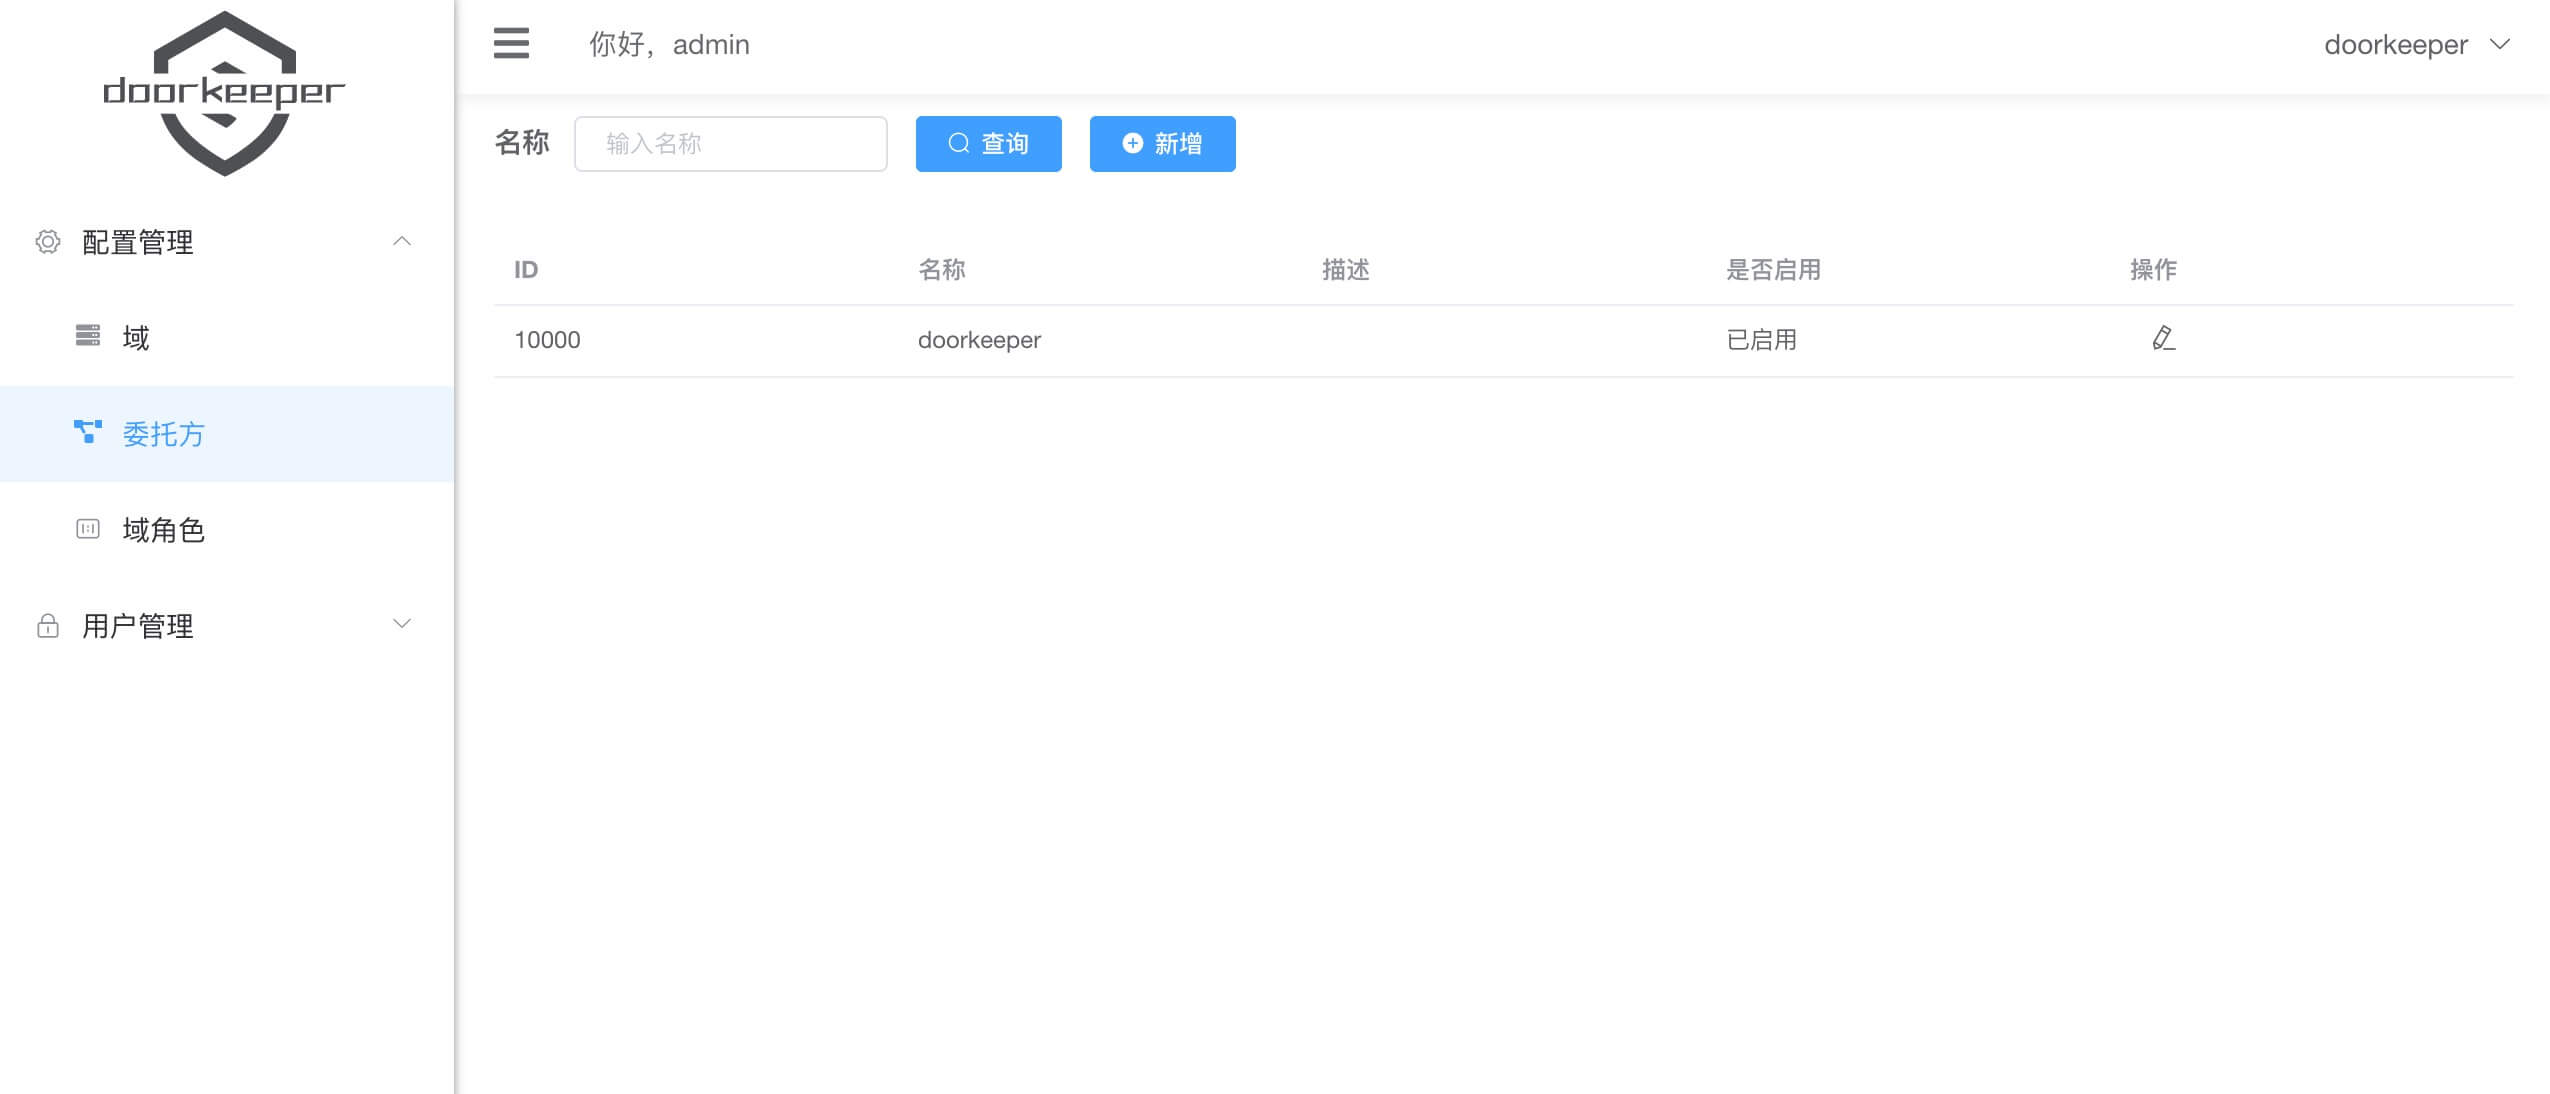 doorkeeper
配置管理
域
委托方
域角色
用户管理
你好，admin
doorkeeper
名称 输入名称 查询 新增
ID 名称 描述 是否启用 操作
10000 doorkeeper 已启用